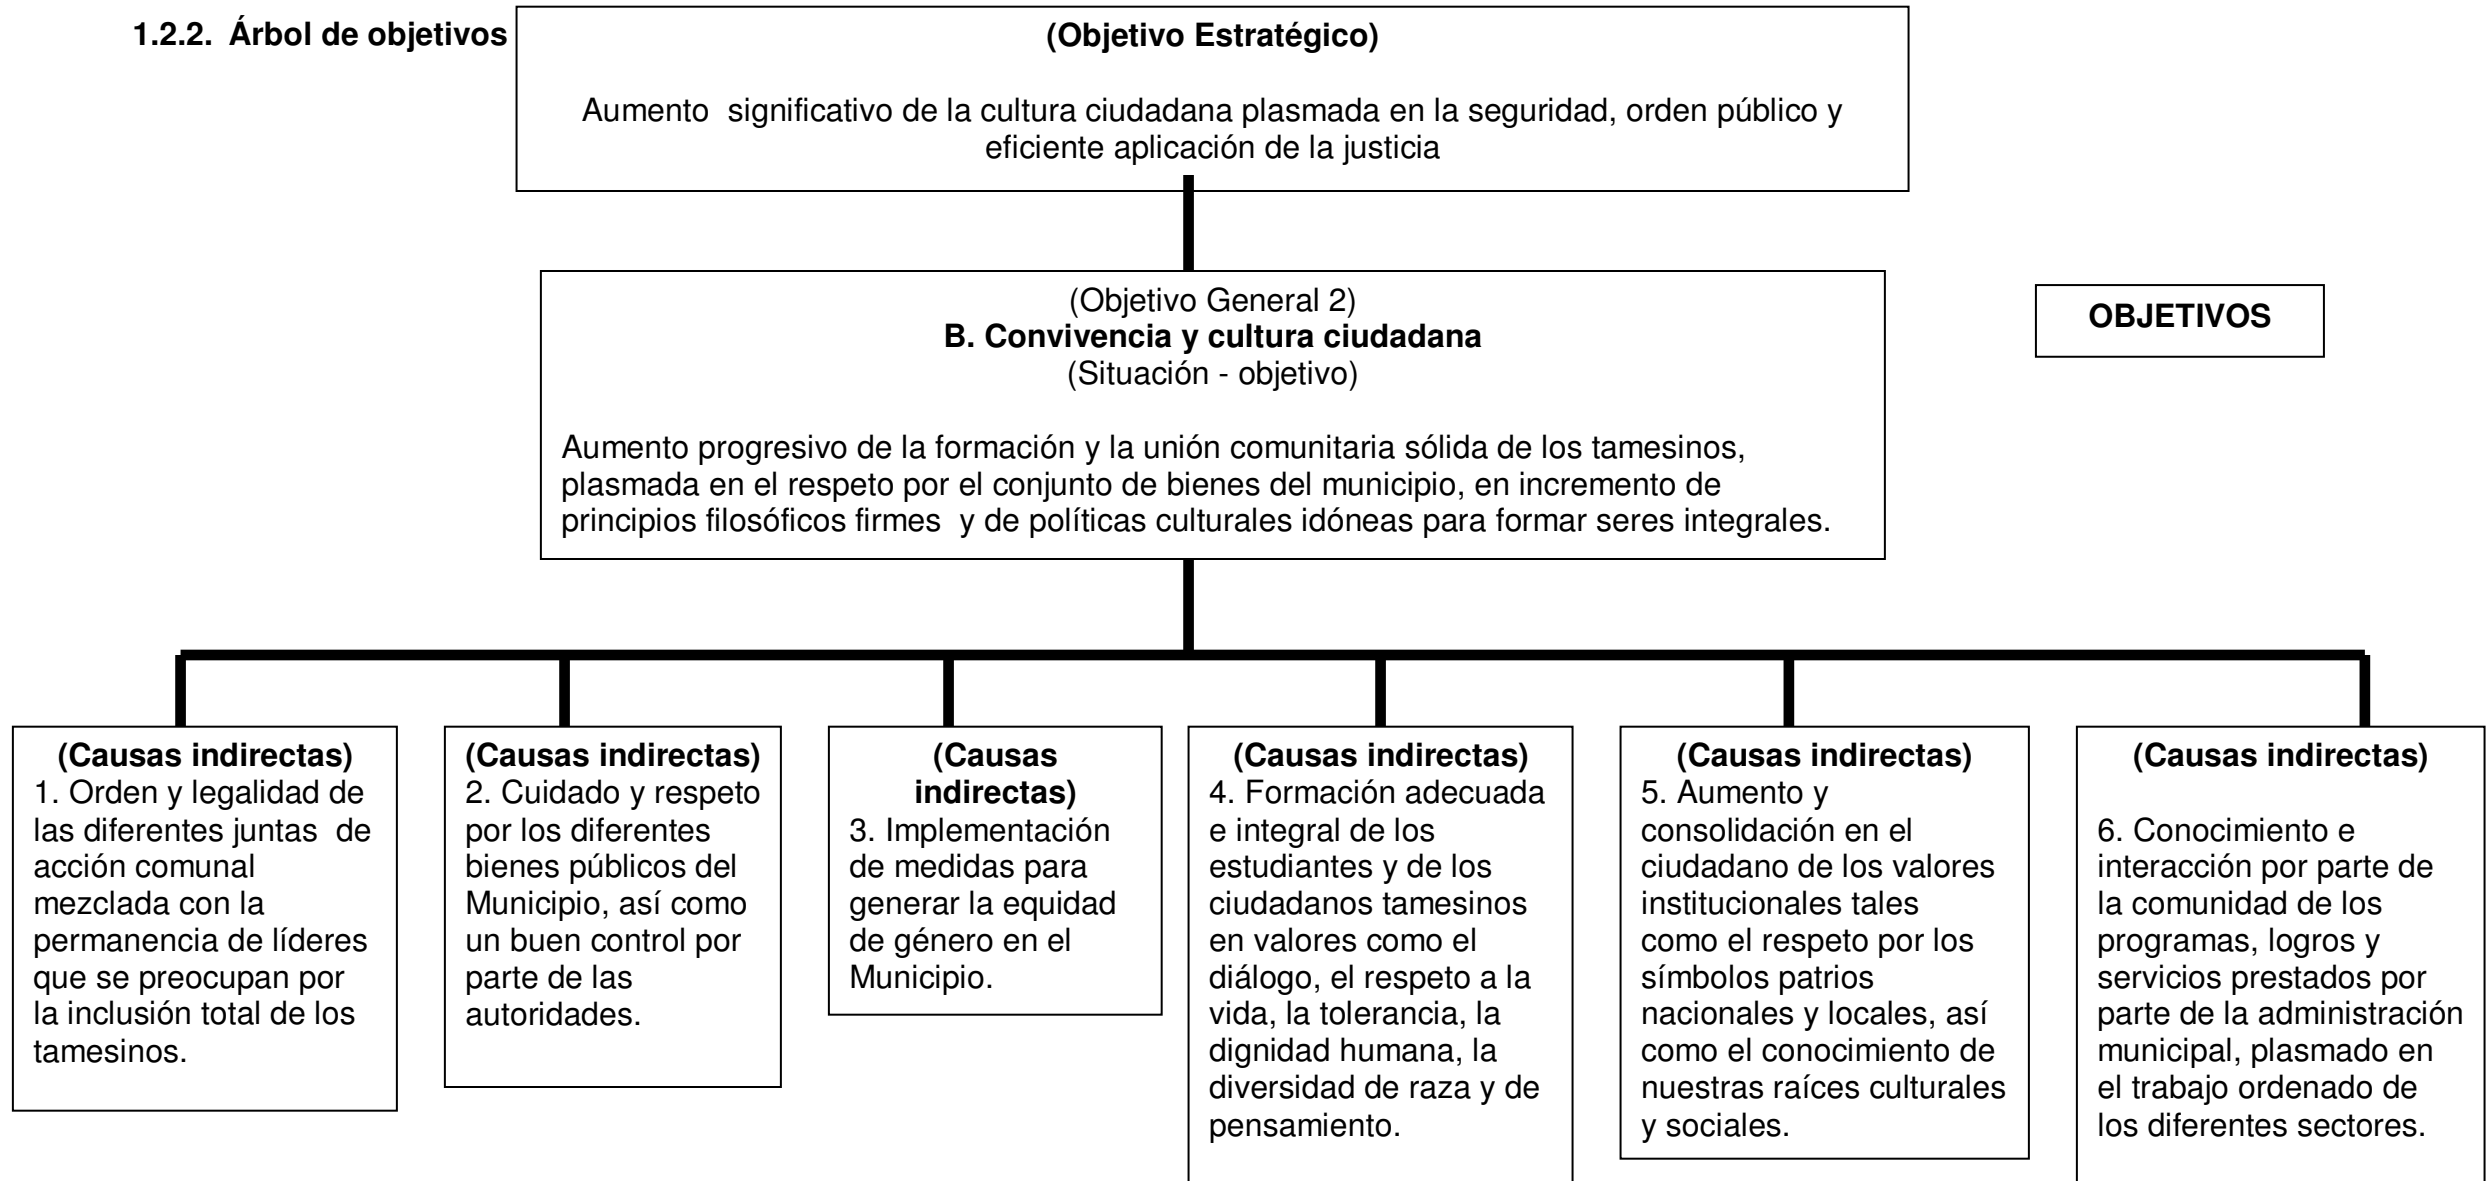 1.2.2. Árbol de objetivos
(Objetivo Estratégico)
Aumento significativo de la cultura ciudadana plasmada en la seguridad, orden público y
eficiente aplicación de la justicia
(Objetivo General 2)
B. Convivencia y cultura ciudadana
(Situación - objetivo)
Aumento progresivo de la formación y la unión comunitaria sólida de los tamesinos,
plasmada en el respeto por el conjunto de bienes del municipio, en incremento de
principios filosóficos firmes y de políticas culturales idóneas para formar seres integrales.
OBJETIVOS
(Causas indirectas)
1. Orden y legalidad de
las diferentes juntas de
acción comunal
mezclada con la
permanencia de líderes
que se preocupan por
la inclusión total de los
tamesinos.
(Causas indirectas)
2. Cuidado y respeto
por los diferentes
bienes públicos del
Municipio, así como
un buen control por
parte de las
autoridades.
(Causas
indirectas)
3. Implementación
de medidas para
generar la equidad
de género en el
Municipio.
(Causas indirectas)
4. Formación adecuada
e integral de los
estudiantes y de los
ciudadanos tamesinos
en valores como el
diálogo, el respeto a la
vida, la tolerancia, la
dignidad humana, la
diversidad de raza y de
pensamiento.
(Causas indirectas)
5. Aumento y
consolidación en el
ciudadano de los valores
institucionales tales
como el respeto por los
símbolos patrios
nacionales y locales, así
como el conocimiento de
nuestras raíces culturales
y sociales.
(Causas indirectas)
6. Conocimiento e
interacción por parte de
la comunidad de los
programas, logros y
servicios prestados por
parte de la administración
municipal, plasmado en
el trabajo ordenado de
los diferentes sectores.